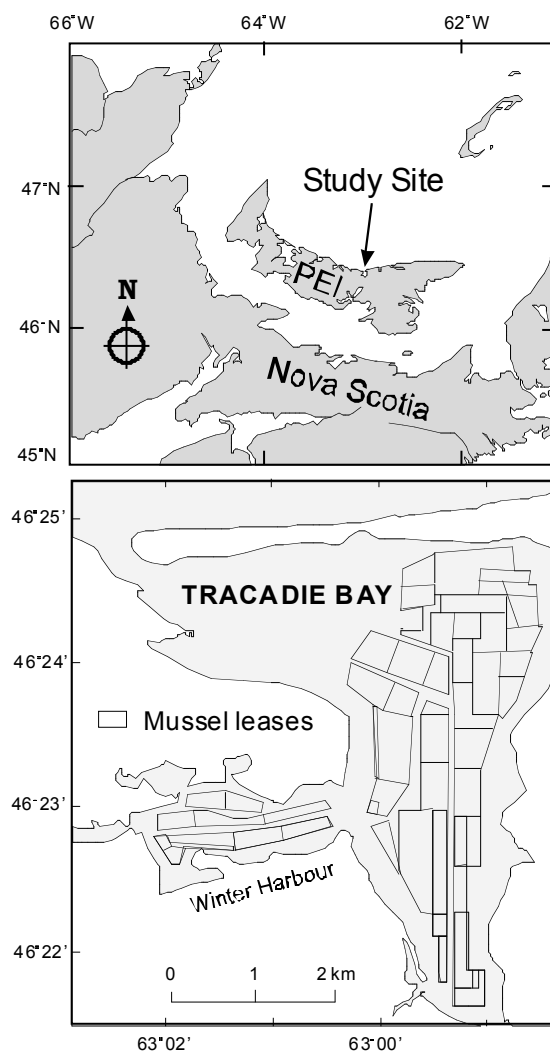 66°W
64°W
62°W
47°N
Study Site
PEI
N
46°N
Nova Scotia
45°N
46°25'
TRACADIE BAY
46°24'
Mussel leases
46°23'
Winter Harbour
46°22'
0 1 2 km
63°02'
63°00'